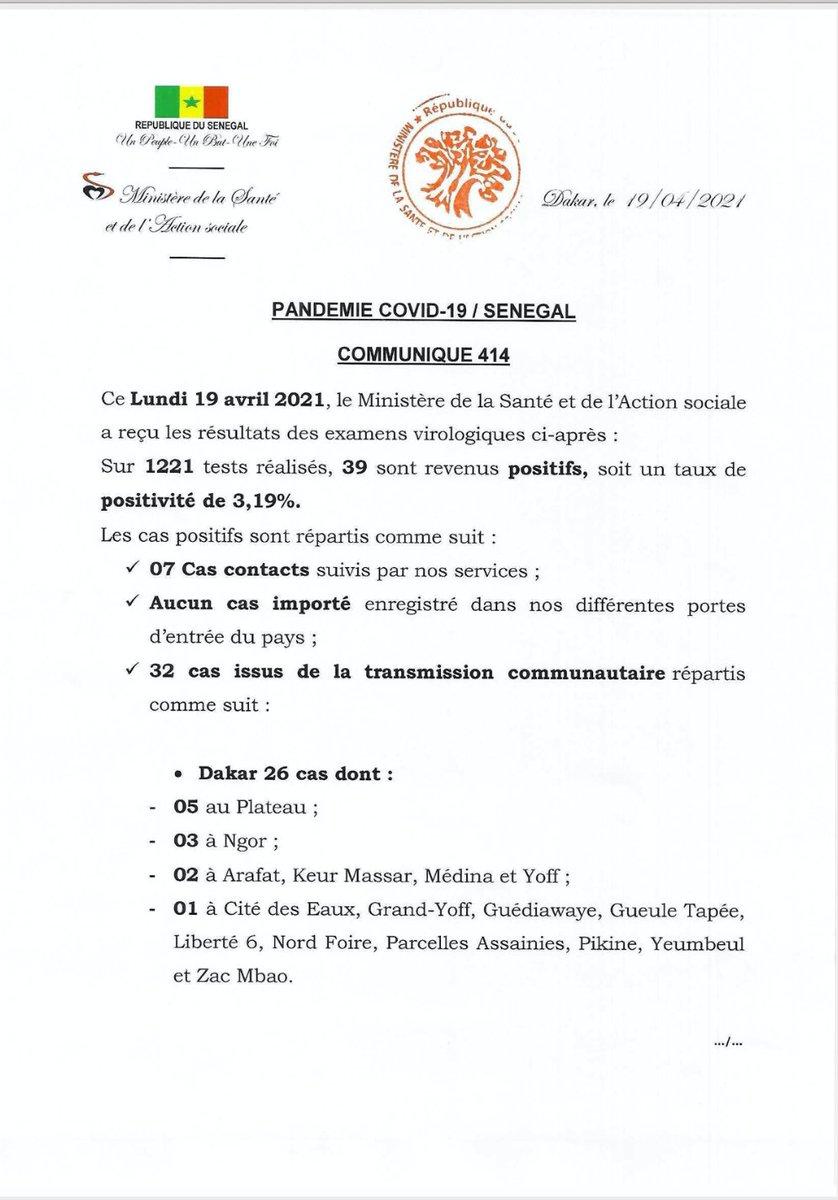 REPUBLIQUE DU SENEGAL
Un Peuple-Un But-Une Foi
Ministère de la Santé
et de l'Action sociale
République du
MINISTERE DE LA SANTE ET DE L'ACTION
Dakar, le 19/04/2021
PANDEMIE COVID-19 / SENEGAL
COMMUNIQUE 414
Ce Lundi 19 avril 2021, le Ministère de la Santé et de l'Action sociale
a reçu les résultats des examens virologiques ci-après :
Sur 1221 tests réalisés, 39 sont revenus positifs, soit un taux de
positivité de 3,19%.
Les cas positifs sont répartis comme suit :
✓ 07 Cas contacts suivis par nos services ;
✓ Aucun cas importé enregistré dans nos différentes portes
d'entrée du pays ;
✓ 32 cas issus de la transmission communautaire répartis
comme suit :
• Dakar 26 cas dont :
- 05 au Plateau ;
- 03 à Ngor ;
- 02 à Arafat, Keur Massar, Médina et Yoff ;
- 01 à Cité des Eaux, Grand-Yoff, Guédiawaye, Gueule Tapée,
Liberté 6, Nord Foire, Parcelles Assainies, Pikine, Yeumbeul
et Zac Mbao.
.../...